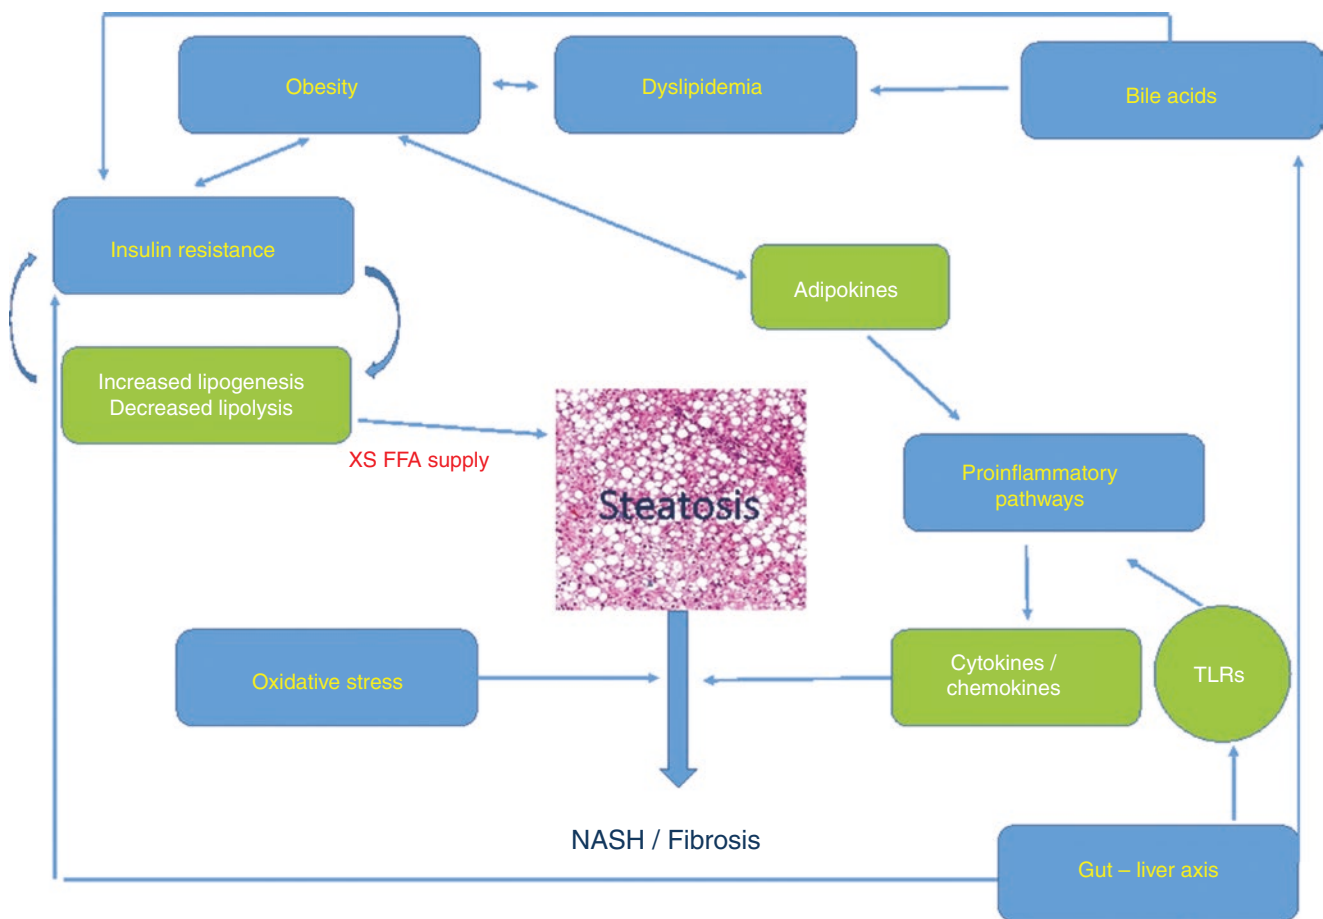 Obesity
Dyslipidemia
Bile acids
Insulin resistance
Adipokines
Increased lipogenesis
Decreased lipolysis
XS FFA supply
Steatosis
Proinflammatory
pathways
Oxidative stress
Cytokines /
chemokines
TLRs
NASH / Fibrosis
Gut – liver axis